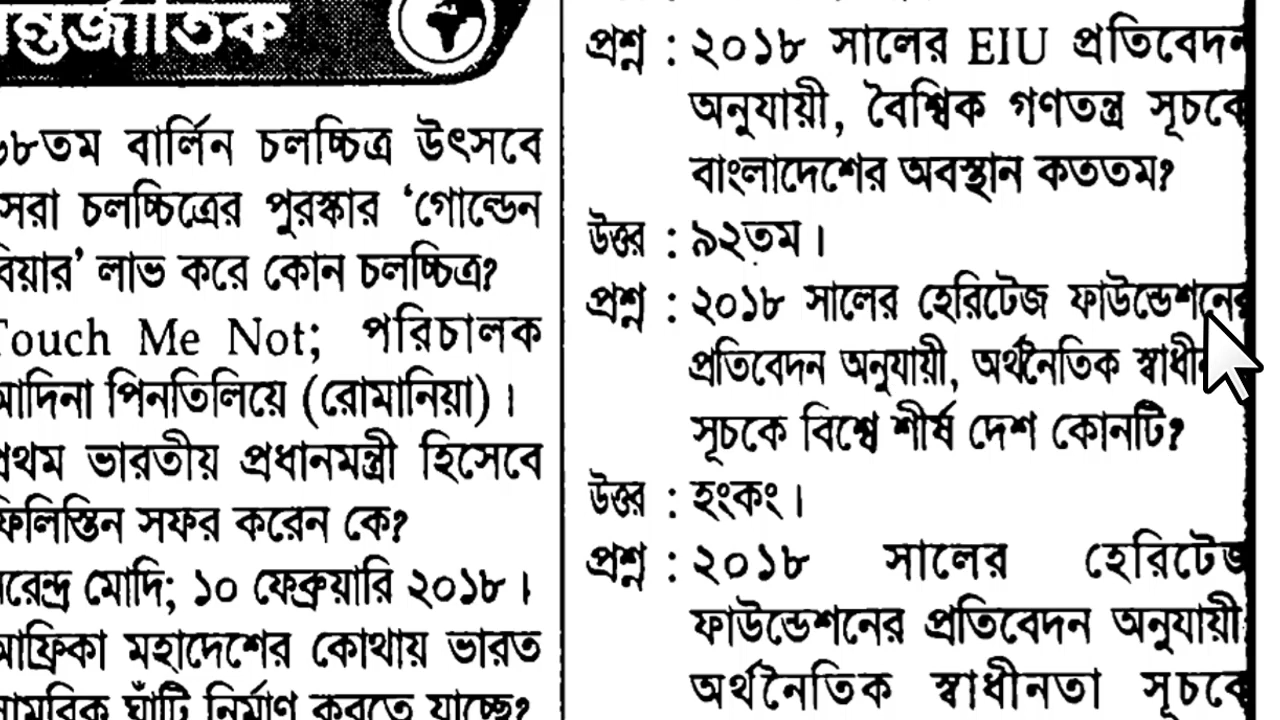 ন্তর্জাতিক
৬৮তম বার্লিন চলচ্চিত্র উৎসবে
সেরা চলচ্চিত্রের পুরস্কার ‘গোল্ডেন
বিয়ার’ লাভ করে কোন চলচ্চিত্র?
Touch Me Not; পরিচালক
আদিনা পিনতিলিয়ে (রোমানিয়া)।
প্রথম ভারতীয় প্রধানমন্ত্রী হিসেবে
ফিলিস্তিন সফর করেন কে?
নরেন্দ্র মোদি; ১০ ফেব্রুয়ারি ২০১৮।
আফ্রিকা মহাদেশের কোথায় ভারত
সামরিক ঘাঁটি নির্মাণ করতে যাচ্ছে?
প্রশ্ন : ২০১৮ সালের EIU প্রতিবেদন
অনুযায়ী, বৈশ্বিক গণতন্ত্র সূচকে
বাংলাদেশের অবস্থান কততম?
উত্তর : ৯২তম।
প্রশ্ন : ২০১৮ সালের হেরিটেজ ফাউন্ডেশনের
প্রতিবেদন অনুযায়ী, অর্থনৈতিক
সূচকে বিশ্বে শীর্ষ দেশ কোনটি?
উত্তর : হংকং।
প্রশ্ন : ২০১৮ সালের হেরিটেজ
ফাউন্ডেশনের প্রতিবেদন অনুযায়ী
অর্থনৈতিক স্বাধীনতা সূচকে